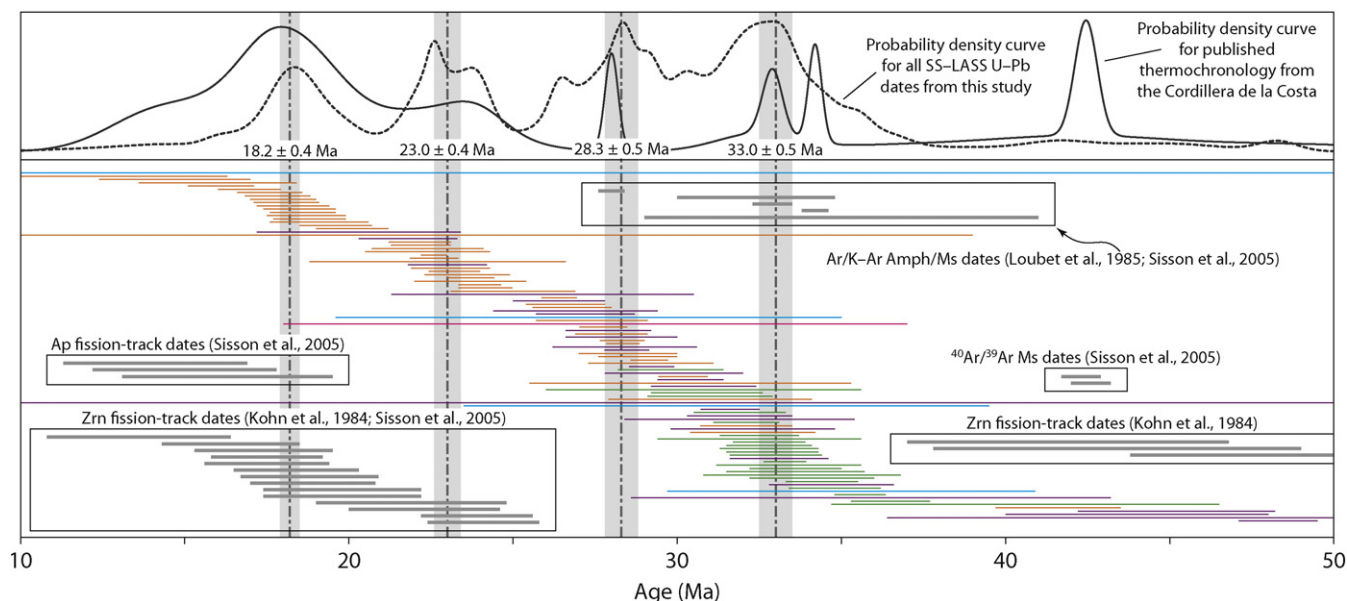 Probability density curve
for all SS–LASS U–Pb
dates from this study
Probability density curve
for published
thermochronology from
the Cordillera de la Costa
18.2 ± 0.4 Ma
23.0 ± 0.4 Ma
28.3 ± 0.5 Ma
33.0 ± 0.5 Ma
Ar/K–Ar Amph/Ms dates (Loubet et al., 1985; Sisson et al., 2005)
Ap fission-track dates (Sisson et al., 2005)
⁴⁰Ar/³⁹Ar Ms dates (Sisson et al., 2005)
Zrn fission-track dates (Kohn et al., 1984; Sisson et al., 2005)
Zrn fission-track dates (Kohn et al., 1984)
10 20 30 40 50
Age (Ma)